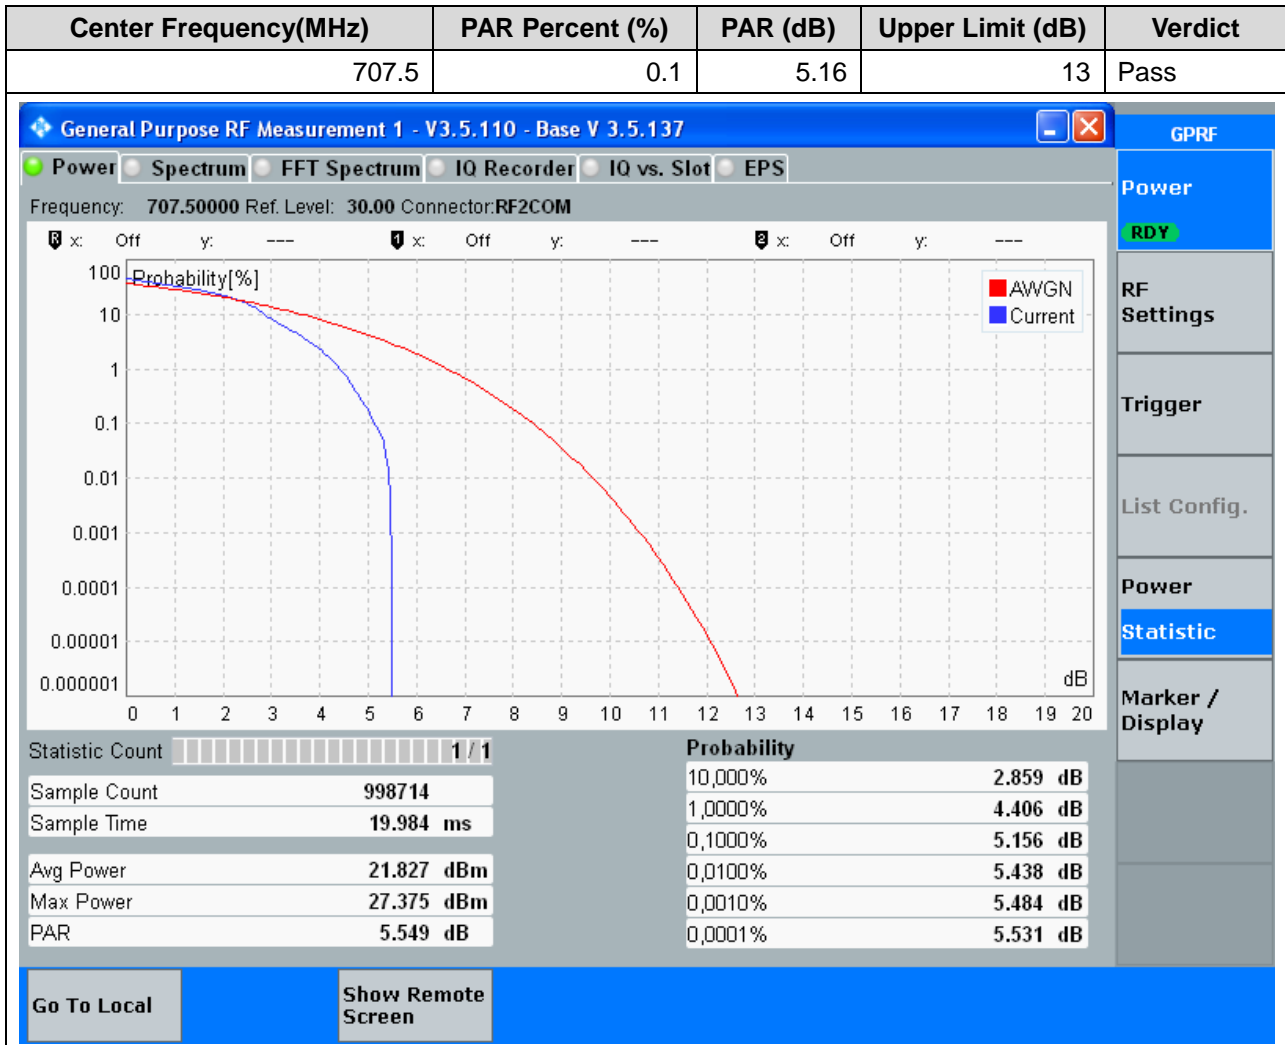 Center Frequency(MHz) PAR Percent (%) PAR (dB) Upper Limit (dB) Verdict
707.5 0.1 5.16 13 Pass
General Purpose RF Measurement 1 - V3.5.110 - Base V 3.5.137
GPRF
Power Spectrum FFT Spectrum IQ Recorder IQ vs. Slot EPS
Frequency: 707.50000 Ref. Level: 30.00 Connector:RF2COM
R x: Off y: --- 1 x: Off y: --- 2 x: Off y: ---
Probability[%]
100
10
1
0.1
0.01
0.001
0.0001
0.00001
0.000001
AWGN
Current
dB
0 1 2 3 4 5 6 7 8 9 10 11 12 13 14 15 16 17 18 19 20
Statistic Count 1 / 1
Sample Count 998714
Sample Time 19.984 ms
Avg Power 21.827 dBm
Max Power 27.375 dBm
PAR 5.549 dB
Probability
10,000% 2.859 dB
1,0000% 4.406 dB
0,1000% 5.156 dB
0,0100% 5.438 dB
0,0010% 5.484 dB
0,0001% 5.531 dB
Power
RDY
RF
Settings
Trigger
List Config.
Power
Statistic
Marker /
Display
Go To Local
Show Remote
Screen